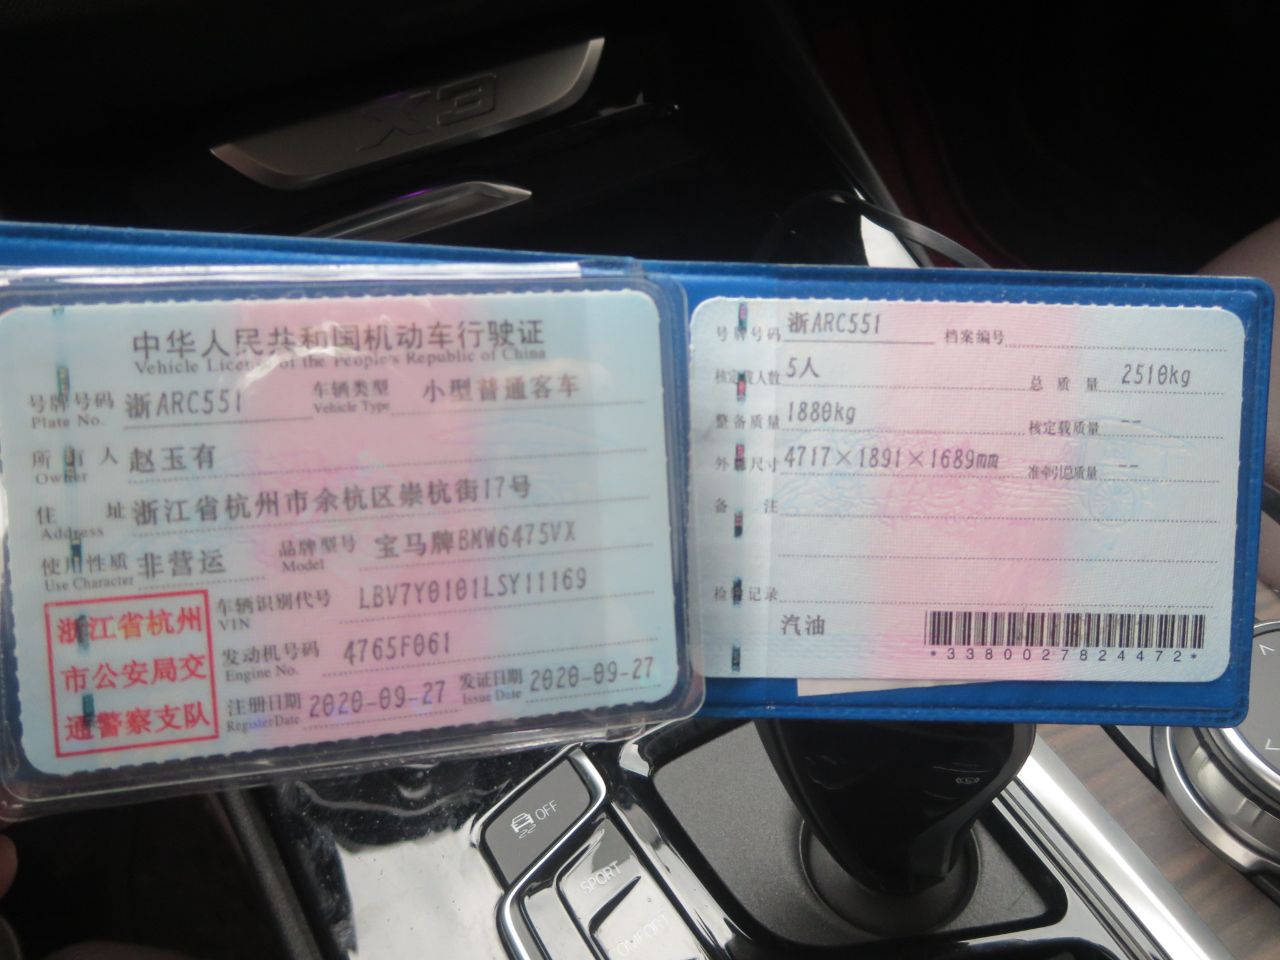 X3
中华人民共和国机动车行驶证
Vehicle License of the People's Republic of China
号牌号码 浙ARC551 车辆类型 小型普通客车
Plate No. Vehicle Type
所有人 赵玉有
Owner
住址 浙江省杭州市余杭区崇杭街17号
Address
使用性质 非营运 品牌型号 宝马牌BMW6475VX
Use Character Model
浙江省杭州
市公安局交
通警察支队
车辆识别代号 LBV7Y0101LSY11169
VIN
发动机号码 4765F061
Engine No.
注册日期 2020-09-27 发证日期 2020-09-27
Register Date Issue Date
号牌号码 浙ARC551 档案编号
核定载人数 5人 总质量 2510kg
整备质量 1880kg 核定载质量 --
外廓尺寸 4717×1891×1689mm 准牵引总质量 --
备注
检验记录
汽油
*3380027824472*
OFF
SPORT
COMFORT